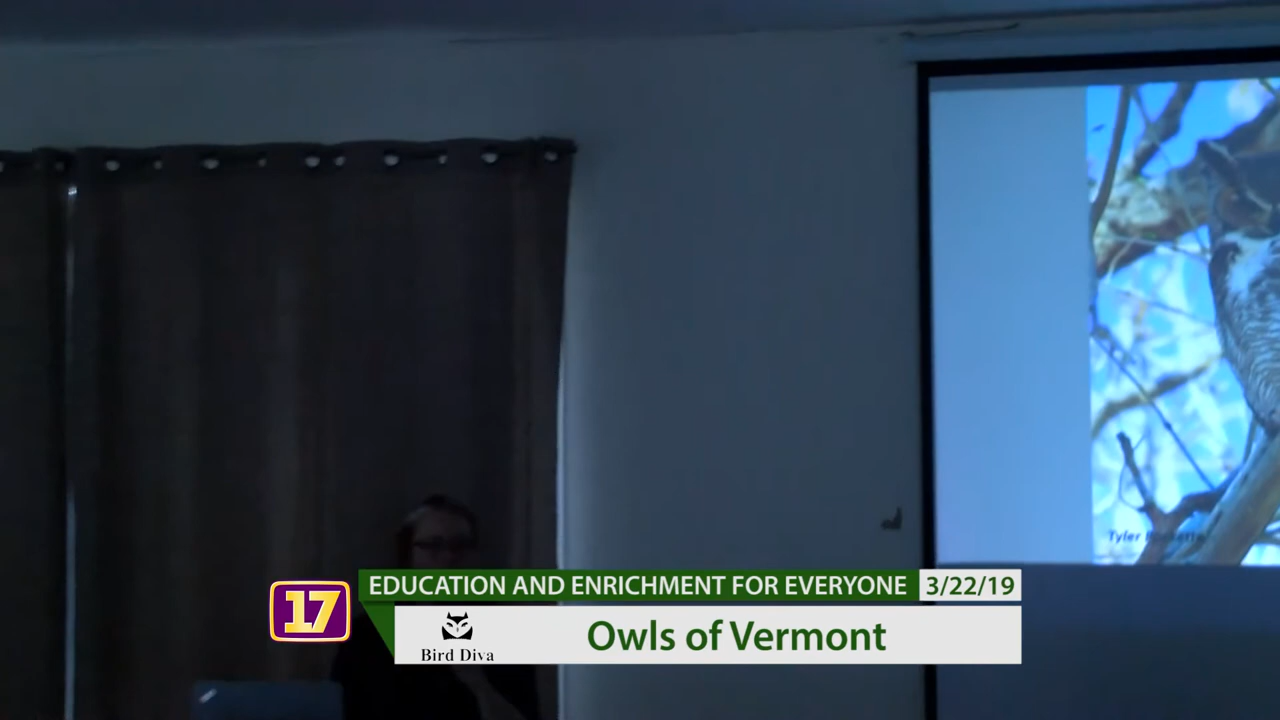 Tyler
17
EDUCATION AND ENRICHMENT FOR EVERYONE 3/22/19
Bird Diva
Owls of Vermont